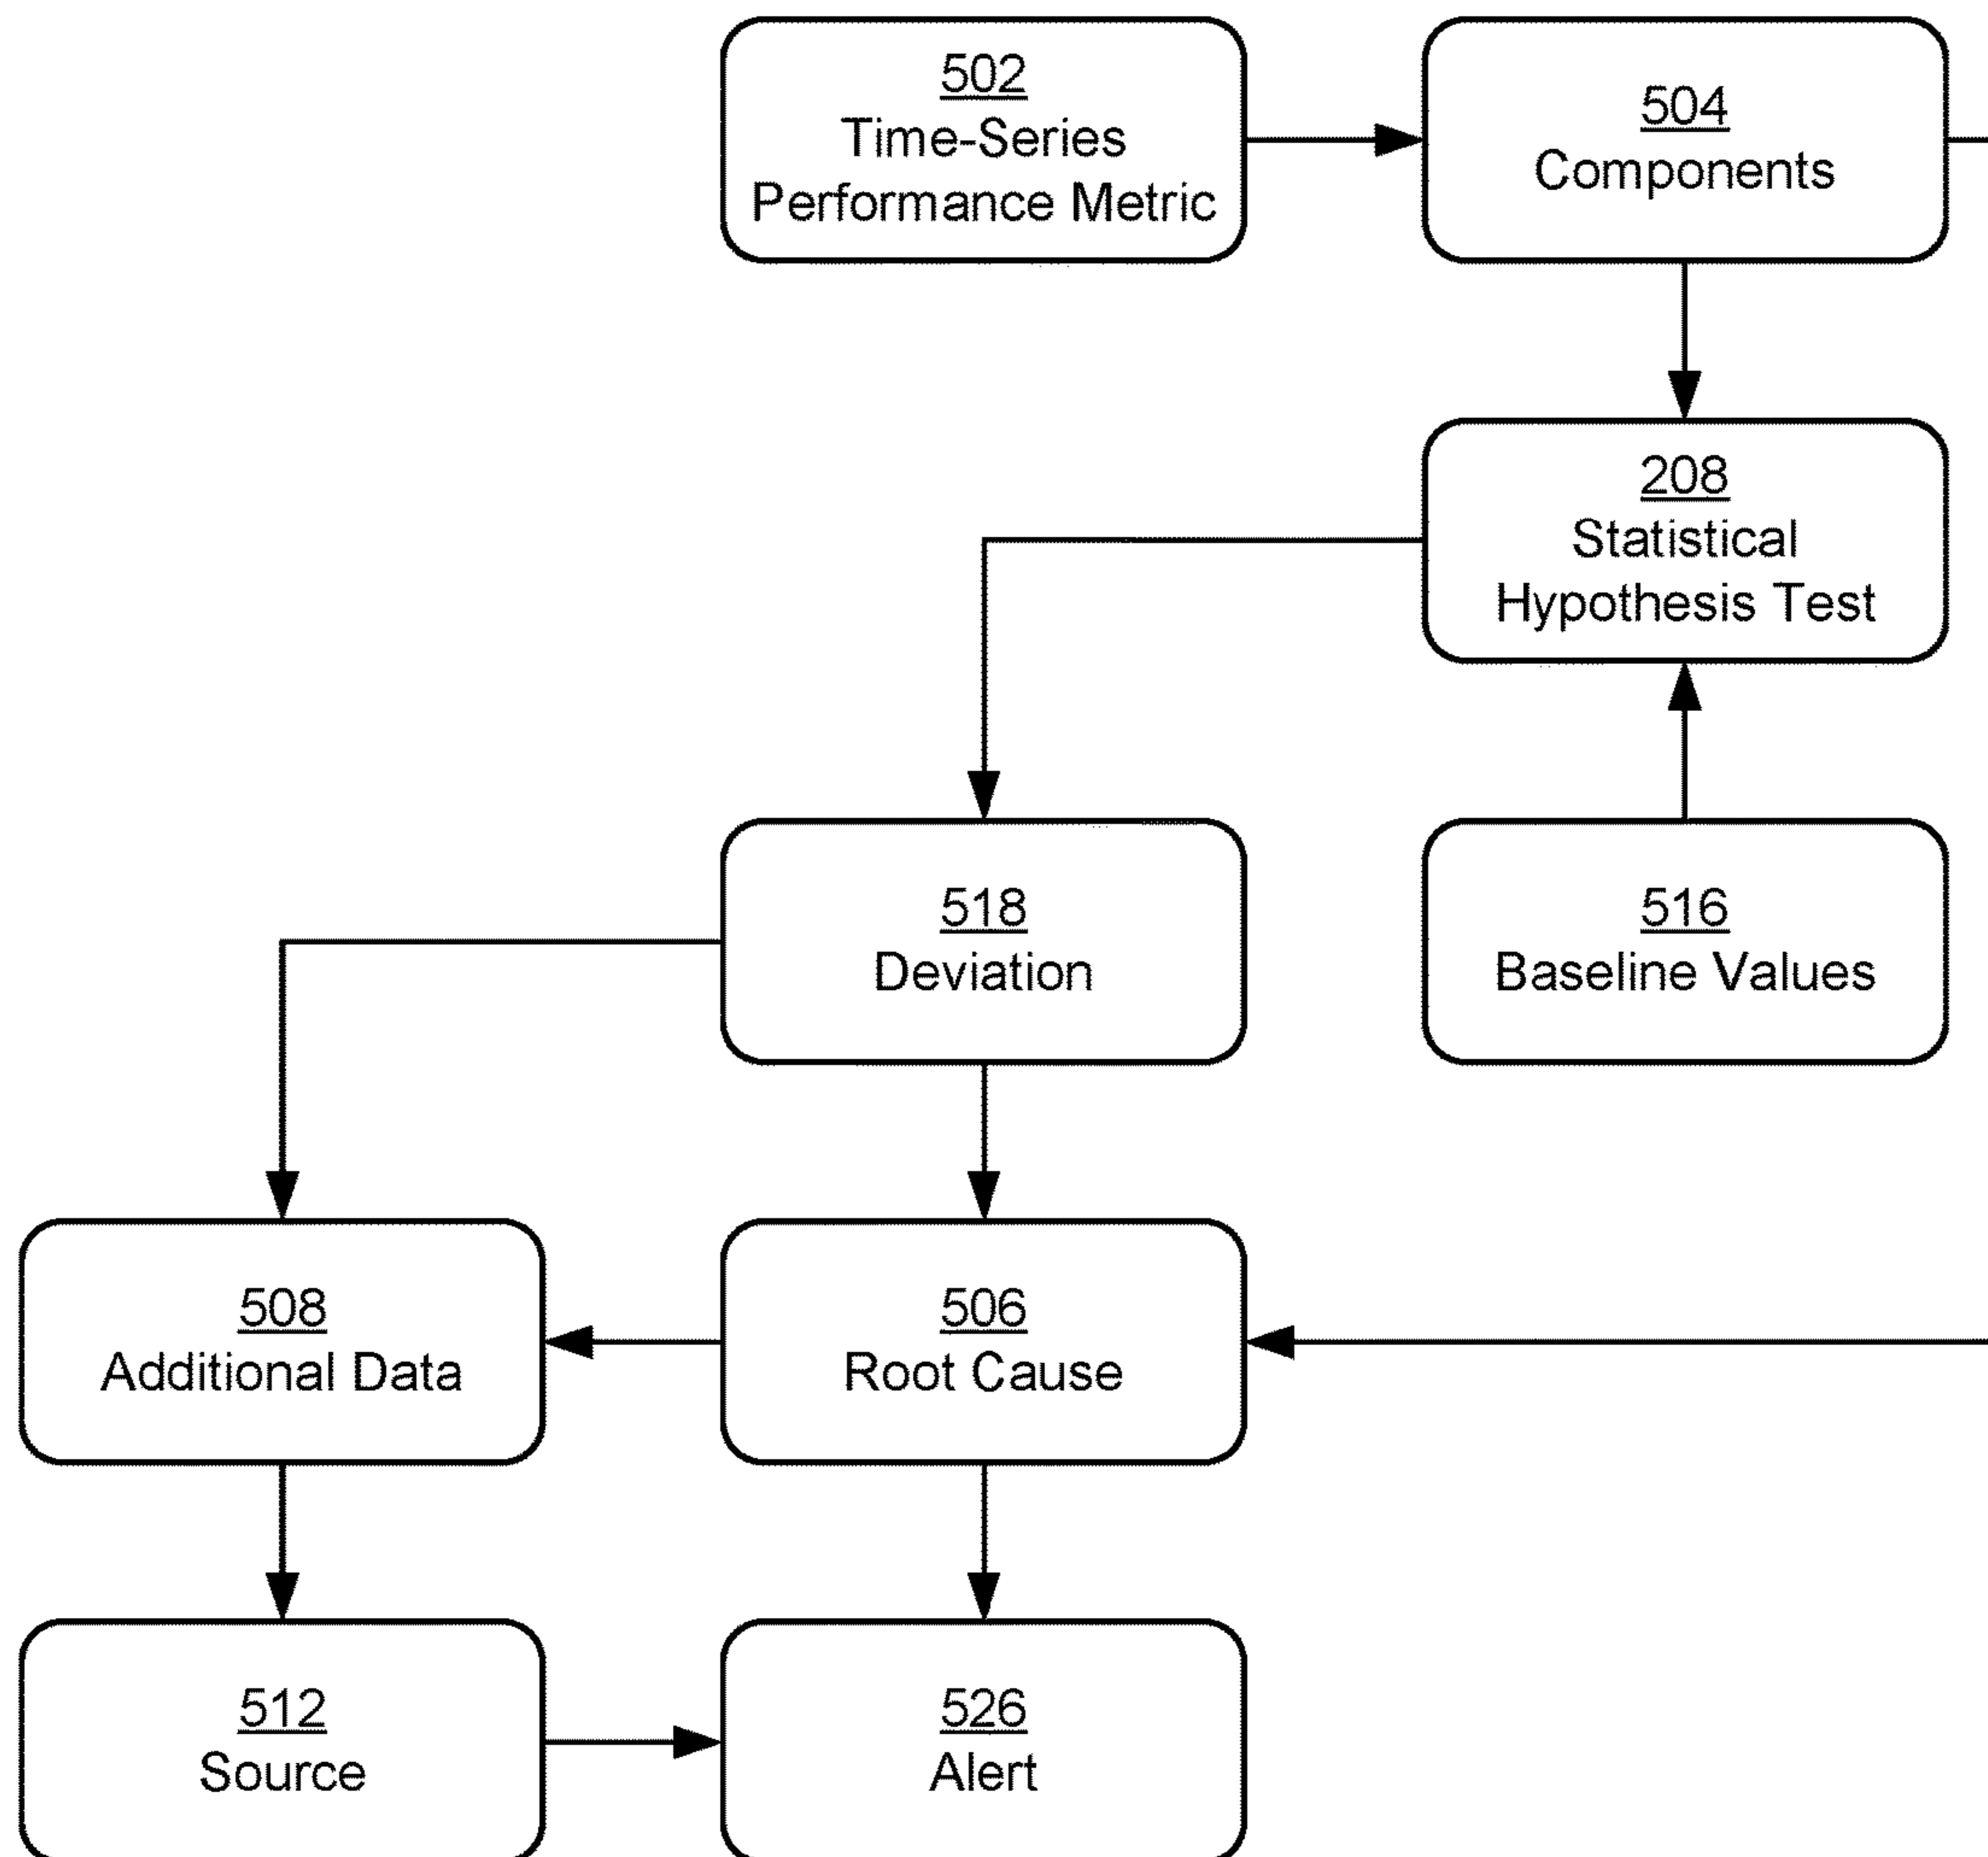 502
Time-Series
Performance Metric
504
Components
208
Statistical
Hypothesis Test
518
Deviation
516
Baseline Values
508
Additional Data
506
Root Cause
512
Source
526
Alert